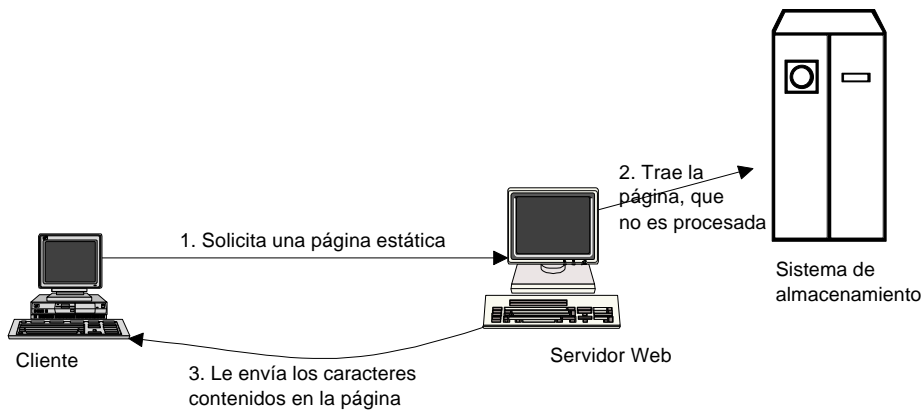 2. Trae la
página, que
no es procesada
1. Solicita una página estática
Sistema de
almacenamiento
Servidor Web
Cliente
3. Le envía los caracteres
contenidos en la página